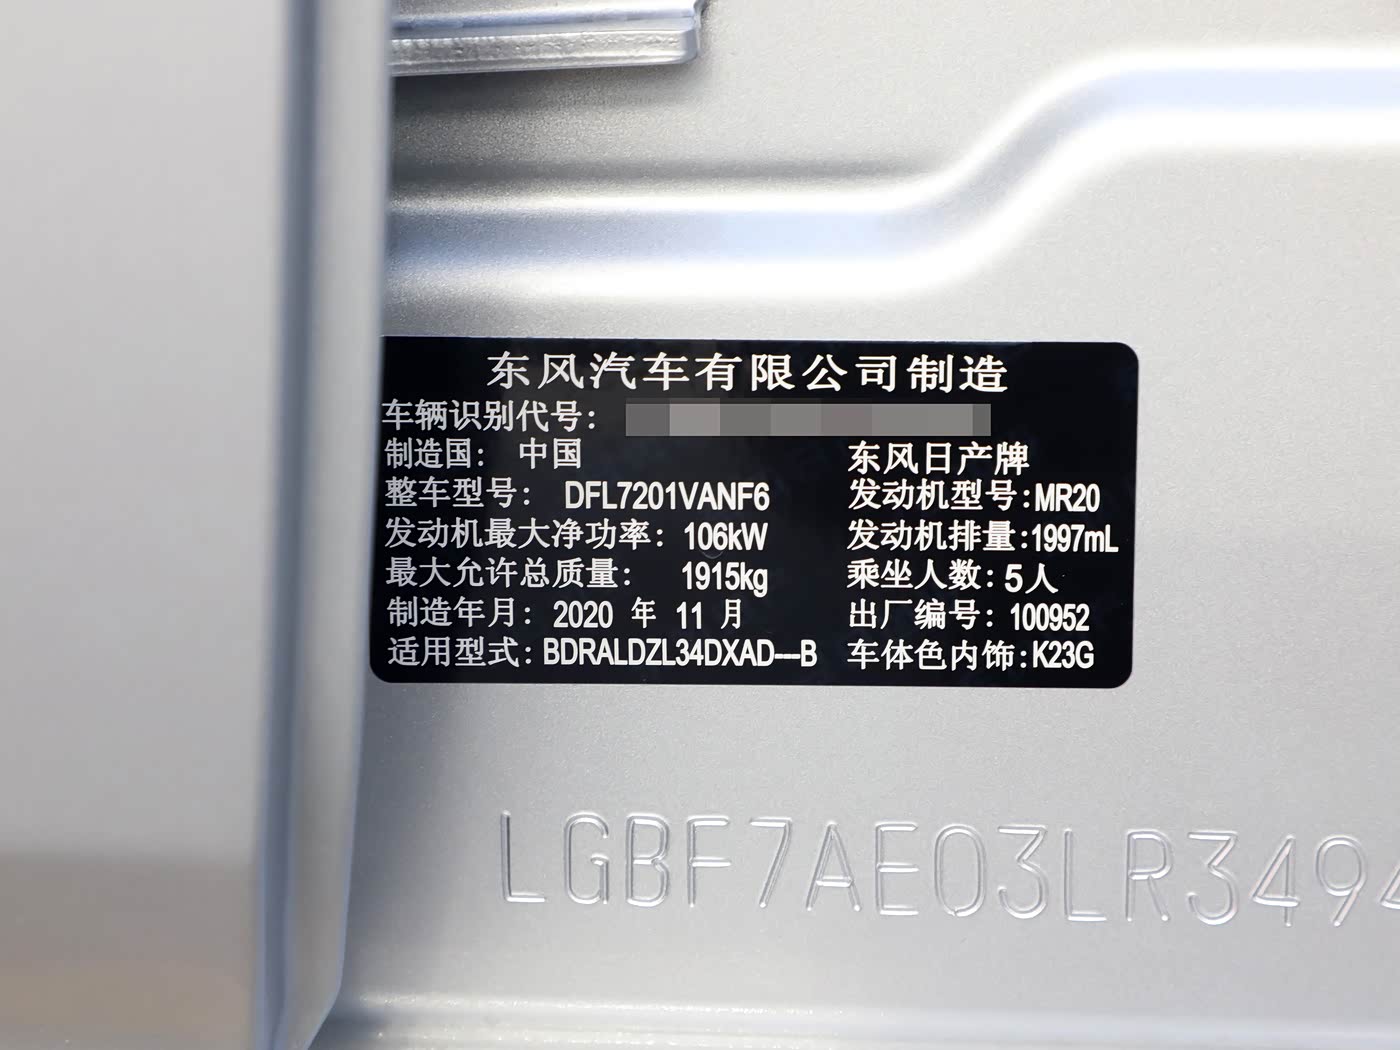 东风汽车有限公司制造
车辆识别代号:
制造国: 中国 东风日产牌
整车型号: DFL7201VANF6 发动机型号:MR20
发动机最大净功率: 106kW 发动机排量:1997mL
最大允许总质量: 1915kg 乘坐人数:5人
制造年月: 2020 年 11 月 出厂编号: 100952
适用型式:BDRALDZL34DXAD---B 车体色内饰:K23G
LGBF7AE03LR349